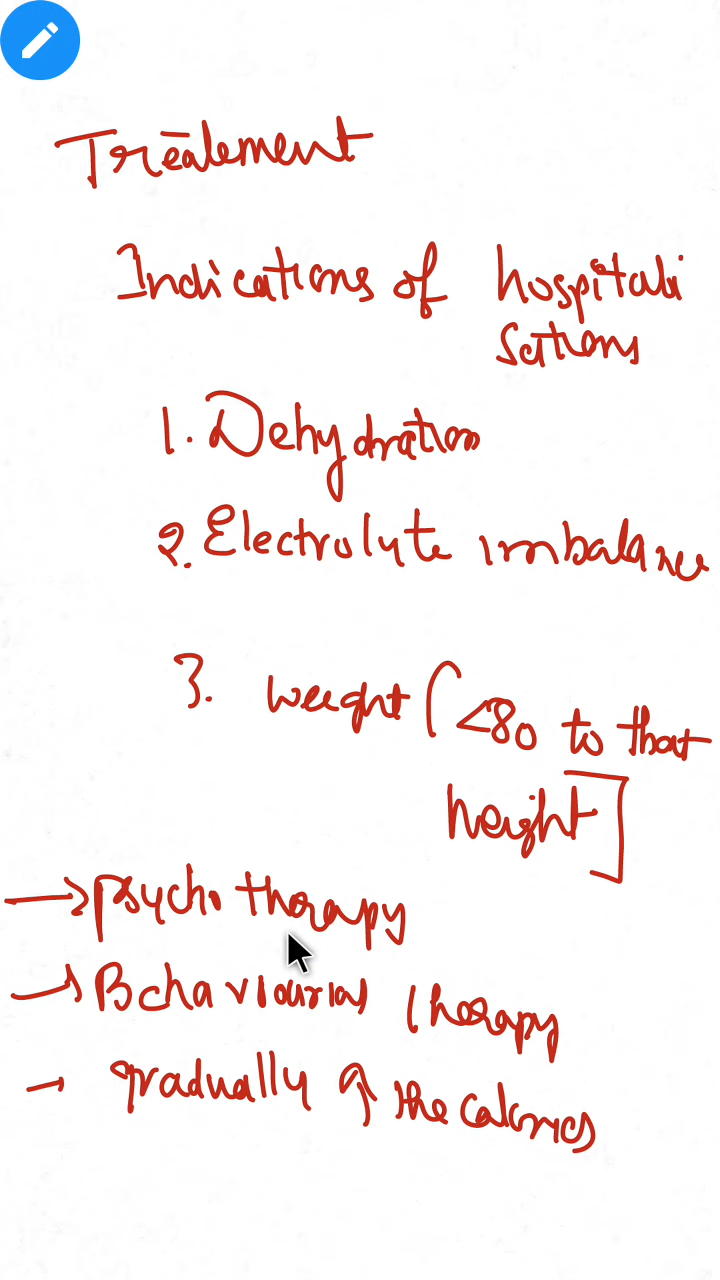 Treatement
Indications of hospitali
sations
1. Dehydration
2. Electrolyte imbalance
3. weight (<80 to that
height]
→ psycho therapy
→ Behaviourial therapy
- gradually ↑ the calories